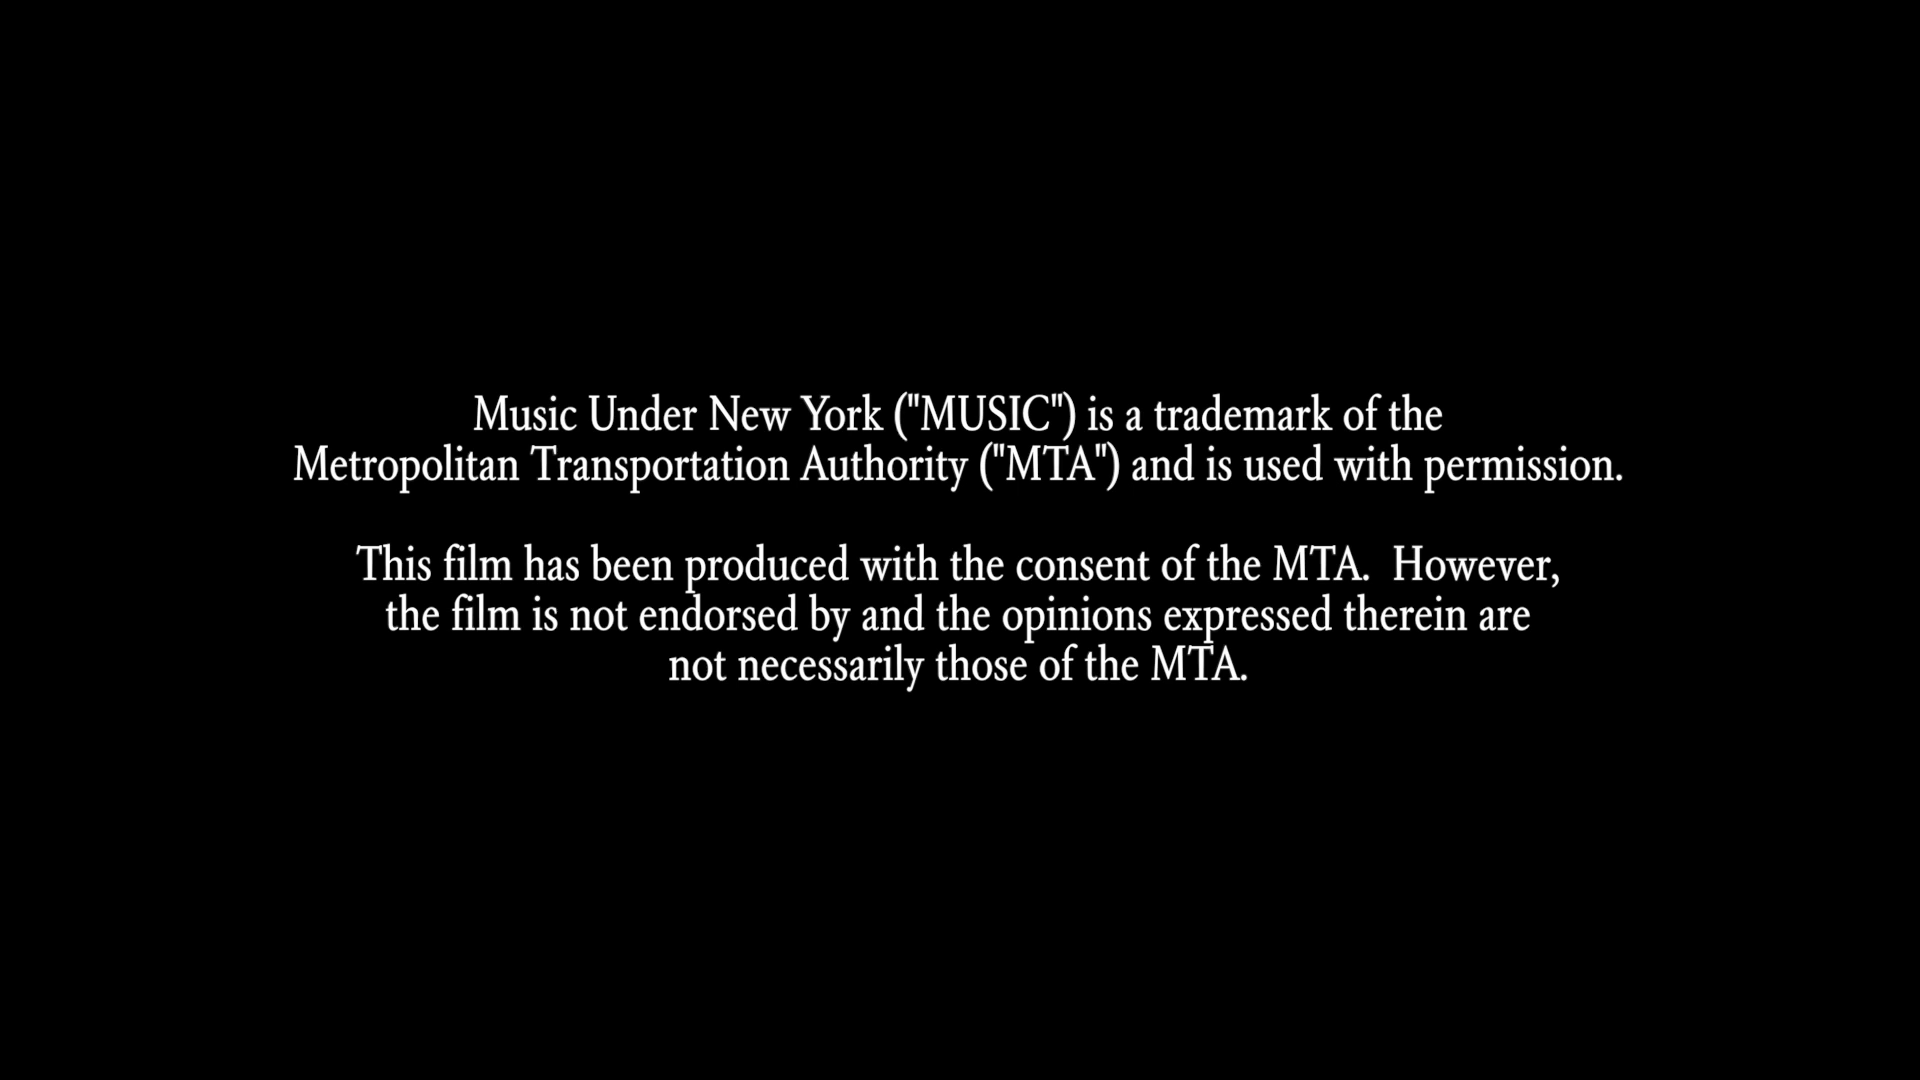 Music Under New York ("MUSIC") is a trademark of the
Metropolitan Transportation Authority ("MTA") and is used with permission.
This film has been produced with the consent of the MTA.  However,
the film is not endorsed by and the opinions expressed therein are
not necessarily those of the MTA.